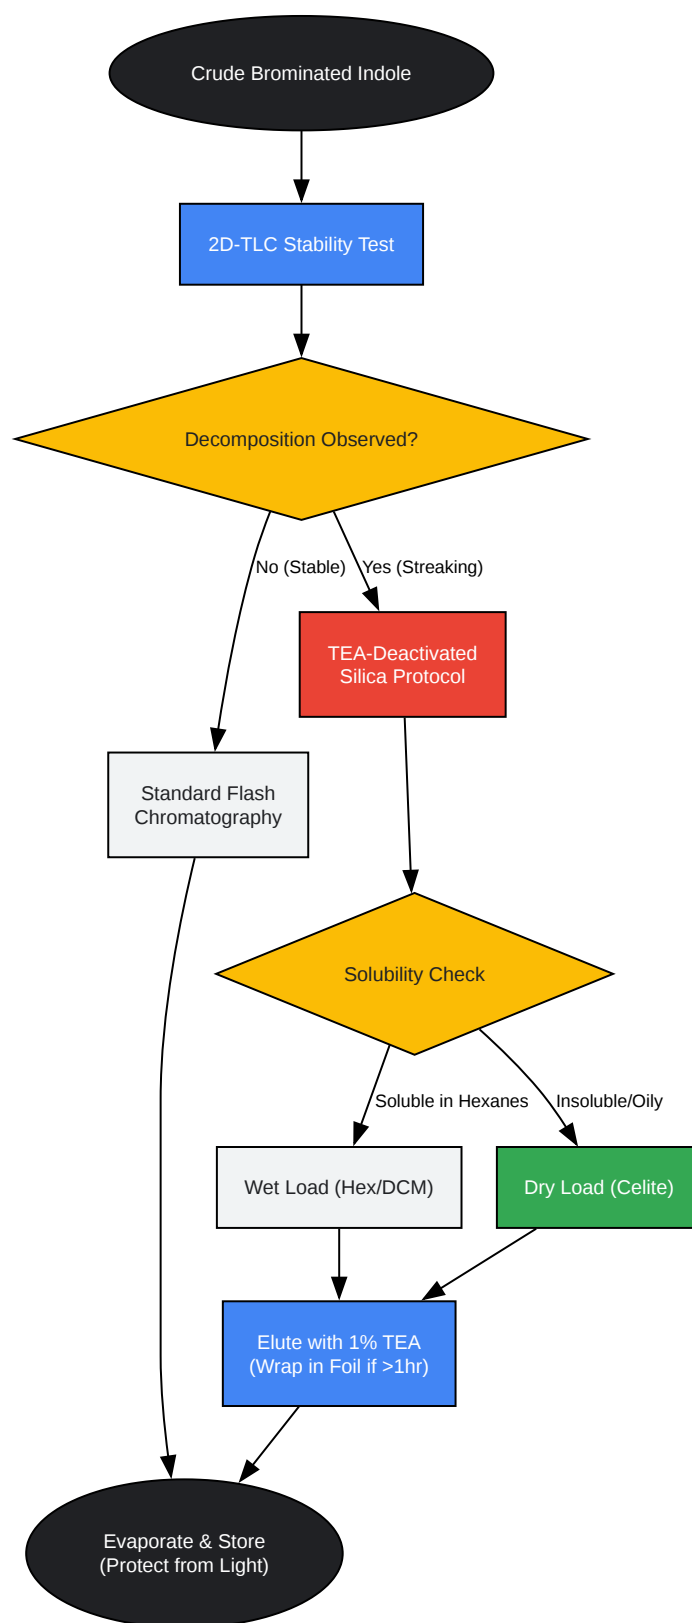 Crude Brominated Indole
2D-TLC Stability Test
Decomposition Observed?
No (Stable)
Yes (Streaking)
TEA-Deactivated
Silica Protocol
Standard Flash
Chromatography
Solubility Check
Soluble in Hexanes
Insoluble/Oily
Wet Load (Hex/DCM)
Dry Load (Celite)
Elute with 1% TEA
(Wrap in Foil if >1hr)
Evaporate & Store
(Protect from Light)